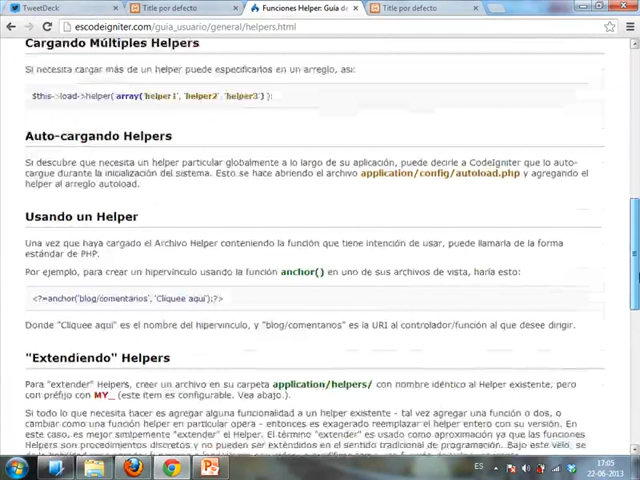 TweetDeck
Título por defecto
Funciones Helper: Guía de
Título por defecto
escodeigniter.com/guia_usuario/general/helpers.html
Cargando Múltiples Helpers
Si necesita cargar más de un helper puede especificarlos en un arreglo, así:
$this->load->helper( array('helper1', 'helper2', 'helper3') );
Auto-cargando Helpers
Si descubre que necesita un helper particular globalmente a lo largo de su aplicación, puede decirle a CodeIgniter que lo auto-
cargue durante la inicialización del sistema. Esto se hace abriendo el archivo application/config/autoload.php y agregando el
helper al arreglo autoload.
Usando un Helper
Una vez que haya cargado el Archivo Helper conteniendo la función que tiene intención de usar, puede llamarla de la forma
estándar de PHP.
Por ejemplo, para crear un hipervínculo usando la función anchor() en uno de sus archivos de vista, haría esto:
<?=anchor('blog/comentarios', 'Cliquee aquí');?>
Donde "Cliquee aquí" es el nombre del hipervínculo, y "blog/comentarios" es la URI al controlador/función al que desee dirigir.
"Extendiendo" Helpers
Para "extender" Helpers, creer un archivo en su carpeta application/helpers/ con nombre idéntico al Helper existente, pero
con prefijo con MY_ (este item es configurable. Vea abajo.).
Si todo lo que necesita hacer es agregar alguna funcionalidad a un helper existente - tal vez agregar una función o dos, o
cambiar como una función helper en particular opera - entonces es exagerado reemplazar el helper entero con su versión. En
este caso, es mejor simplemente "extender" el Helper. El término "extender" es usado como aproximación ya que las funciones
Helper son procedimientos discretos y no pueden ser extendidos en el sentido tradicional de programación. Bajo este velo, se
ES
17:05
22-06-2013